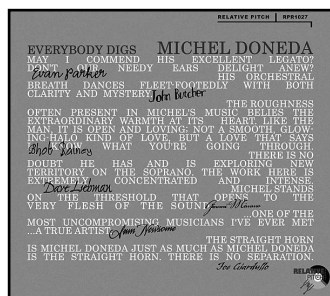 RELATIVE PITCH RPR1027
EVERYBODY DIGS MICHEL DONEDA
MAY I COMMEND HIS EXCELLENT LEGATO?
DON'T OUR NEEDY EARS DELIGHT ANEW?
Evan Parker
HIS ORCHESTRAL
BREATH DANCES FLEET-FOOTEDLY WITH BOTH
CLARITY AND MYSTERY.
John Butcher
THE ROUGHNESS
OFTEN PRESENT IN MICHEL'S MUSIC BELIES THE
EXTRAORDINARY WARMTH AT ITS HEART. LIKE THE
MAN, IT IS OPEN AND LOVING; NOT A SMOOTH, GLOW-
ING-HALO KIND OF LOVE, BUT A LOVE THAT SAYS
I KNOW WHAT YOU'RE GOING THROUGH.
Bhob Rainey
THERE IS NO
DOUBT HE HAS AND IS EXPLORING NEW
TERRITORY ON THE SOPRANO. THE WORK HERE IS
EXTREMELY CONCENTRATED AND INTENSE.
Dave Liebman
MICHEL STANDS
ON THE THRESHOLD THAT OPENS TO THE
VERY FLESH OF THE SOUND
...ONE OF THE
MOST UNCOMPROMISING MUSICIANS I'VE EVER MET
...A TRUE ARTIST.
Sam Newsome
THE STRAIGHT HORN
IS MICHEL DONEDA JUST AS MUCH AS MICHEL DONEDA
IS THE STRAIGHT HORN. THERE IS NO SEPARATION.
Joe Giardullo